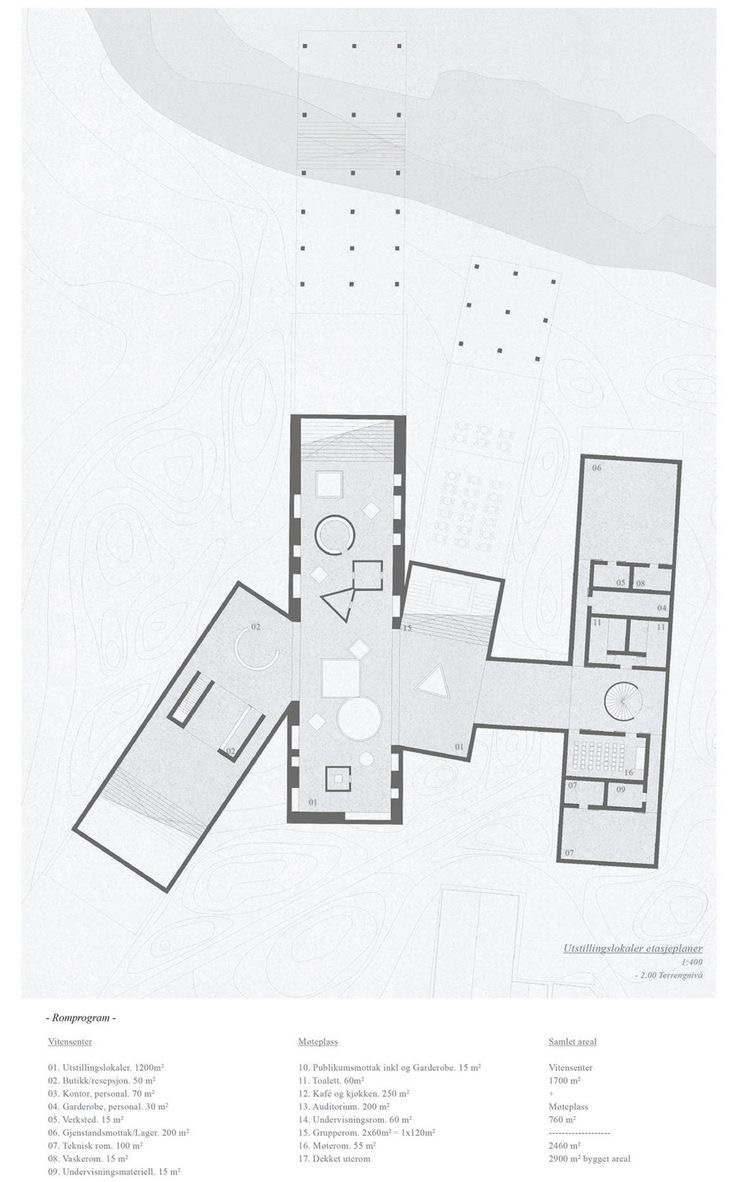 06
05
08
04
11
11
02
15
02
01
16
07
09
01
07
Utstillingslokaler etasjeplaner
1:400
- 2.00 Terrengnivå
- Romprogram -
Vitensenter
01. Utstillingslokaler. 1200m²
02. Butikk/resepsjon. 50 m²
03. Kontor, personal. 70 m²
04. Garderobe, personal. 30 m²
05. Verksted. 15 m²
06. Gjenstandsmottak/Lager. 200 m²
07. Teknisk rom. 100 m²
08. Vaskerom. 15 m²
09. Undervisningsmateriell. 15 m²
Møteplass
10. Publikumsmottak inkl og Garderobe. 15 m²
11. Toalett. 60m²
12. Kafé og kjøkken. 250 m²
13. Auditorium. 200 m²
14. Undervisningsrom. 60 m²
15. Grupperom. 2x60m² = 1x120m²
16. Møterom. 55 m²
17. Dekket uterom
Samlet areal
Vitensenter
1700 m²
+
Møteplass
760 m²
-------------------
2460 m²
2900 m² bygget areal